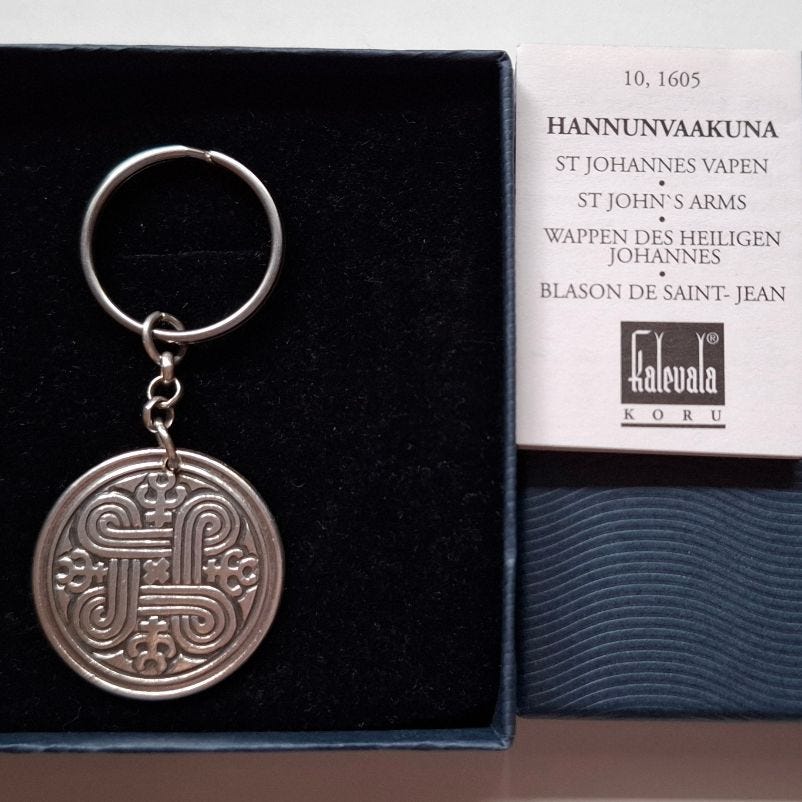 10, 1605
HANNUNVAAKUNA
ST JOHANNES VAPEN
•
ST JOHN`S ARMS
•
WAPPEN DES HEILIGEN
JOHANNES
•
BLASON DE SAINT- JEAN
Kalevala®
KORU